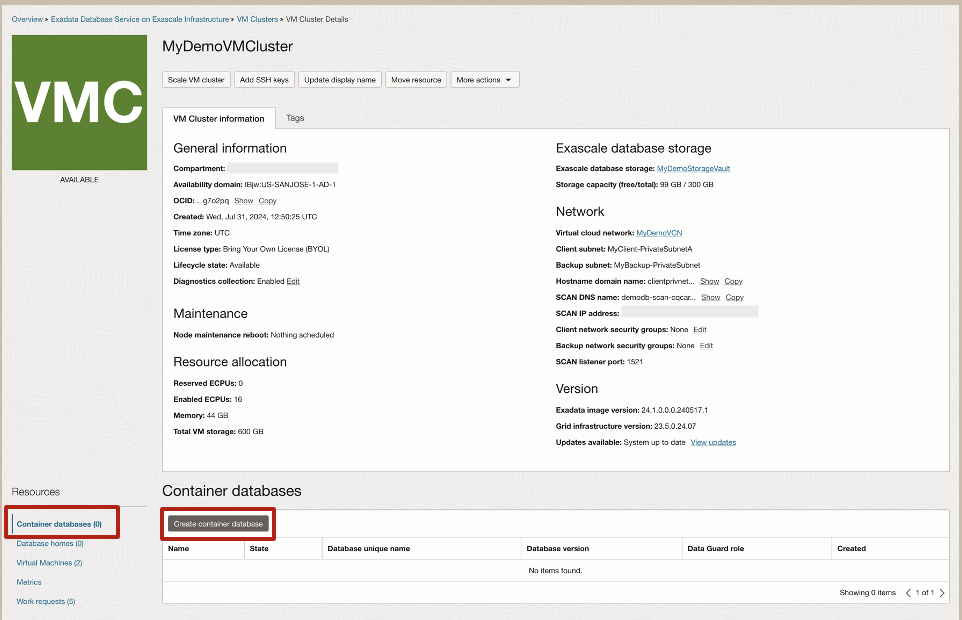 Overview » Exadata Database Service on Exascale Infrastructure » VM Clusters » VM Cluster Details
VMC
AVAILABLE
MyDemoVMCluster
Scale VM cluster Add SSH keys Update display name Move resource More actions
VM Cluster information Tags
General information
Compartment:
Availability domain: IBjw:US-SANJOSE-1-AD-1
OCID: ...g7o2pq Show Copy
Created: Wed, Jul 31, 2024, 12:50:25 UTC
Time zone: UTC
License type: Bring Your Own License (BYOL)
Lifecycle state: Available
Diagnostics collection: Enabled Edit
Maintenance
Node maintenance reboot: Nothing scheduled
Resource allocation
Reserved ECPUs: 0
Enabled ECPUs: 16
Memory: 44 GB
Total VM storage: 600 GB
Exascale database storage
Exascale database storage: MyDemoStorageVault
Storage capacity (free/total): 99 GB / 300 GB
Network
Virtual cloud network: MyDemoVCN
Client subnet: MyClient-PrivateSubnetA
Backup subnet: MyBackup-PrivateSubnet
Hostname domain name: clientprivnet... Show Copy
SCAN DNS name: demodb-scan-oqcar... Show Copy
SCAN IP address:
Client network security groups: None Edit
Backup network security groups: None Edit
SCAN listener port: 1521
Version
Exadata image version: 24.1.0.0.0.240517.1
Grid infrastructure version: 23.5.0.24.07
Updates available: System up to date View updates
Resources
Container databases (0)
Database homes (0)
Virtual Machines (2)
Metrics
Work requests (5)
Container databases
Create container database
Name State Database unique name Database version Data Guard role Created
No items found.
Showing 0 items < 1 of 1 >